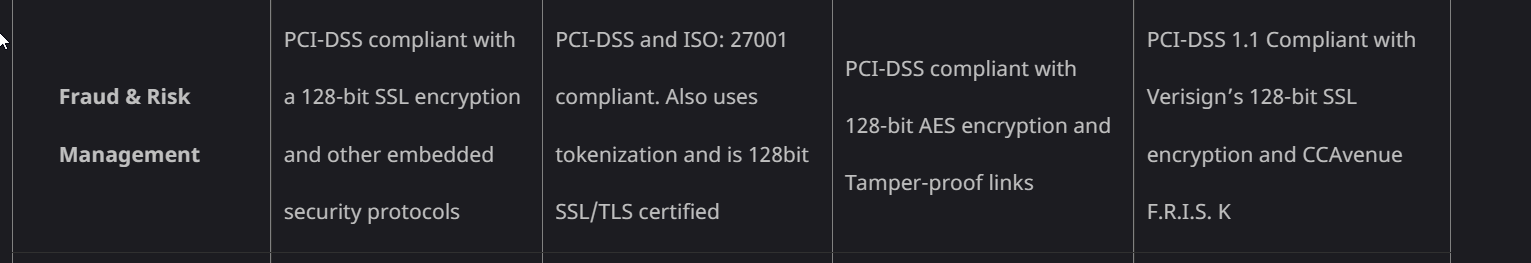 Fraud & Risk
Management
PCI-DSS compliant with
a 128-bit SSL encryption
and other embedded
security protocols
PCI-DSS and ISO: 27001
compliant. Also uses
tokenization and is 128bit
SSL/TLS certified
PCI-DSS compliant with
128-bit AES encryption and
Tamper-proof links
PCI-DSS 1.1 Compliant with
Verisign’s 128-bit SSL
encryption and CCAvenue
F.R.I.S. K